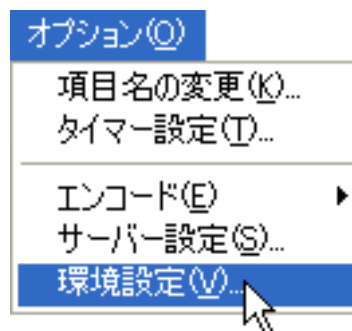 オプション(O)
項目名の変更(K)...
タイマー設定(T)...
エンコード(E)
サーバー設定(S)...
環境設定(V)...